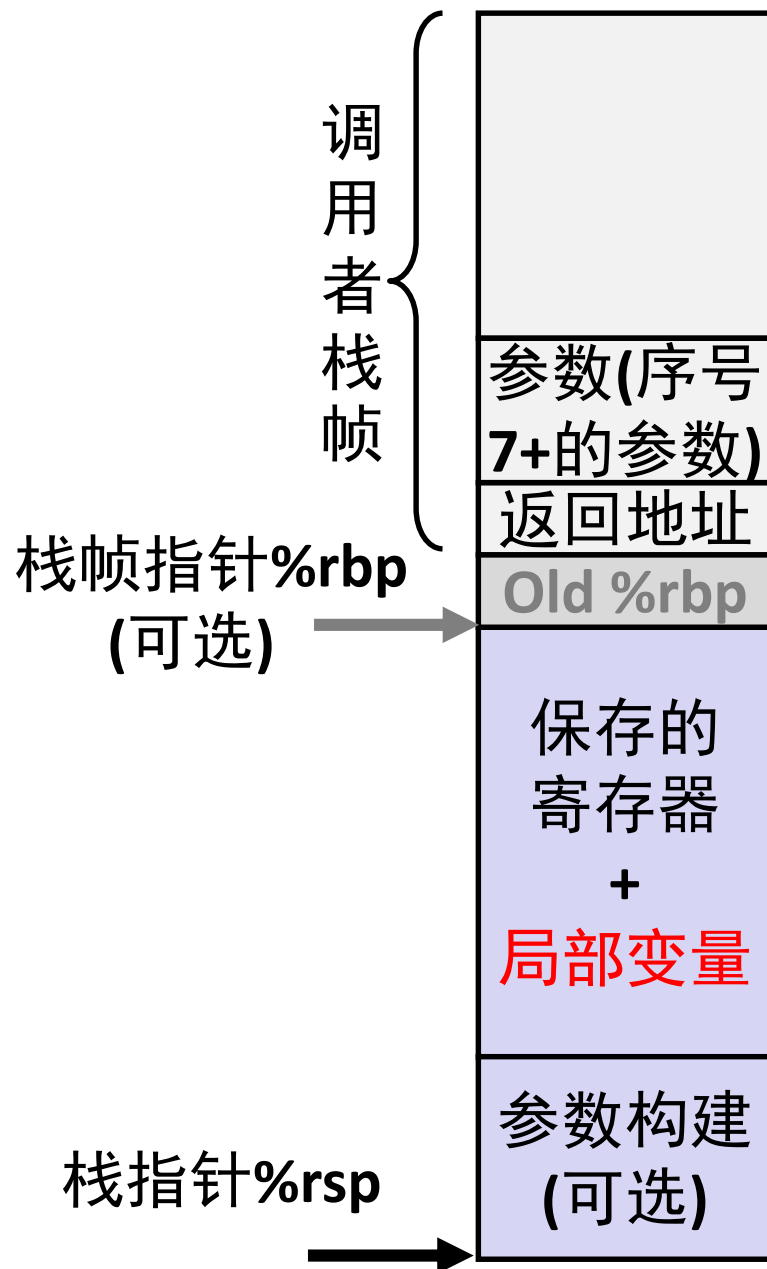 调
用
者
栈
帧
参数(序号
7+的参数)
返回地址
栈帧指针%rbp
(可选)
Old %rbp
保存的
寄存器
+
局部变量
参数构建
(可选)
栈指针%rsp